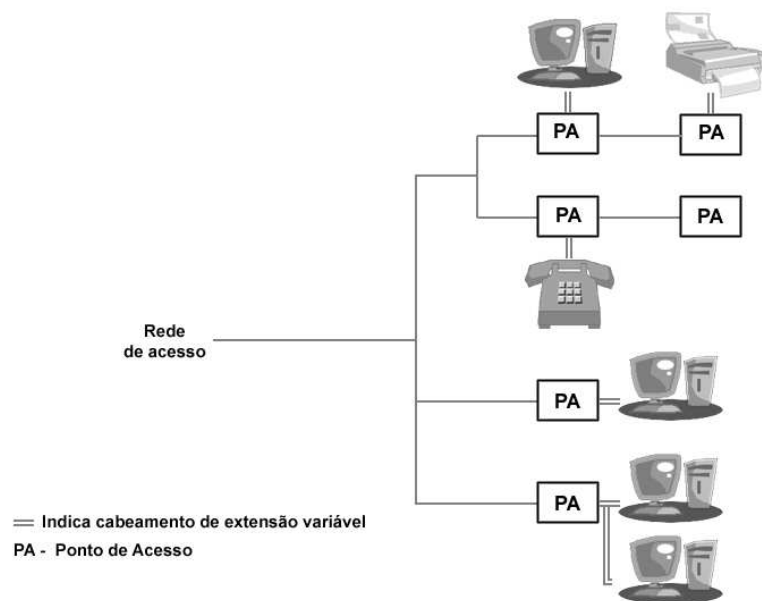 PA
PA
PA
PA
Rede
de acesso
PA
PA
Indica cabeamento de extensão variável
PA - Ponto de Acesso